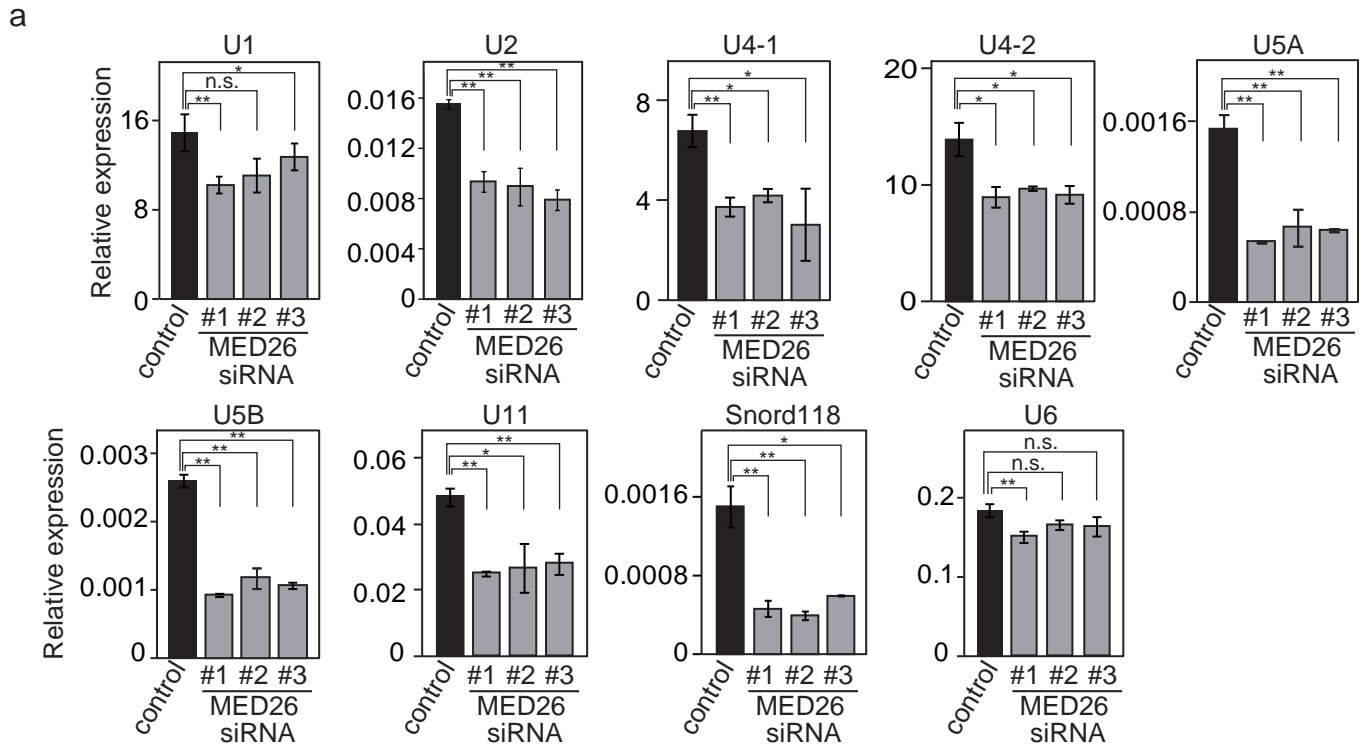 a
U1
Relative expression
16
8
0
*
n.s.
**
control
#1 #2 #3
MED26
siRNA
U2
0.016
0.012
0.008
0.004
0
**
**
**
control
#1 #2 #3
MED26
siRNA
U4-1
8
4
0
*
*
**
control
#1 #2 #3
MED26
siRNA
U4-2
20
10
0
*
*
*
control
#1 #2 #3
MED26
siRNA
U5A
0.0016
0.0008
0
**
**
**
control
#1 #2 #3
MED26
siRNA
U5B
Relative expression
0.003
0.002
0.001
0
**
**
**
control
#1 #2 #3
MED26
siRNA
U11
0.06
0.04
0.02
0
**
*
**
control
#1 #2 #3
MED26
siRNA
Snord118
0.0016
0.0008
0
*
**
**
control
#1 #2 #3
MED26
siRNA
U6
0.2
0.1
0
n.s.
n.s.
**
control
#1 #2 #3
MED26
siRNA